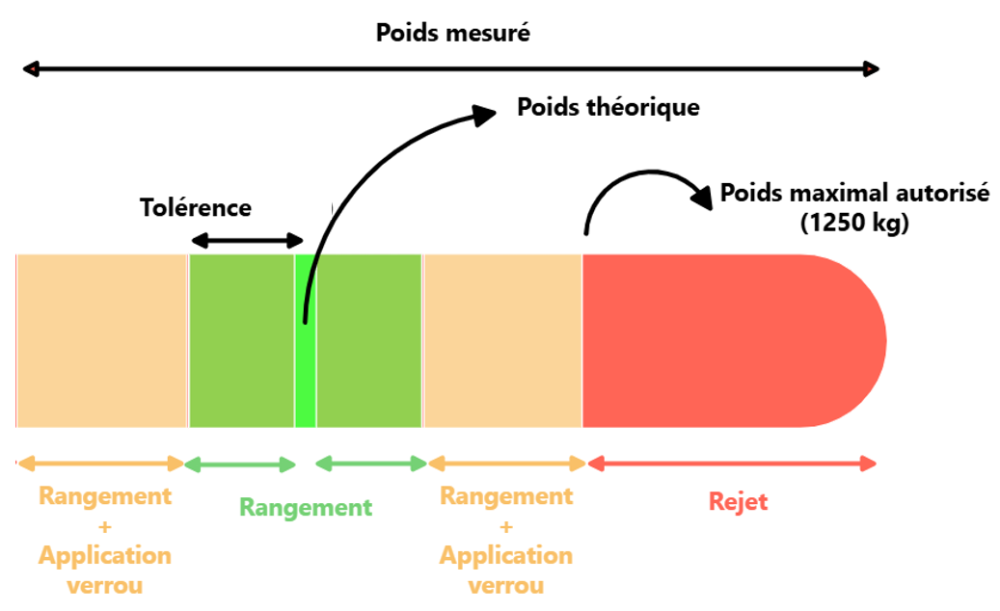 Poids mesuré
Poids théorique
Tolérence
Poids maximal autorisé
(1250 kg)
Rangement
+
Application
verrou
Rangement
Rangement
+
Application
verrou
Rejet